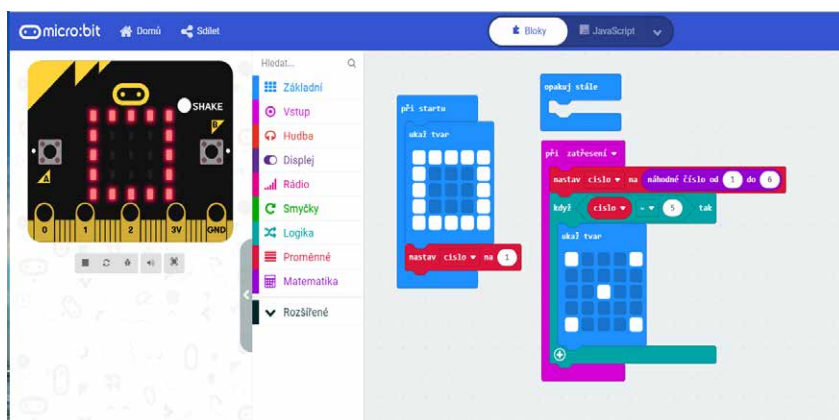 micro:bit Domů Sdílet
Bloky JavaScript
Hledat...
SHAKE
B
A
0 1 2 3V GND
Základní
Vstup
Hudba
Displej
Rádio
Smyčky
Logika
Proměnné
Matematika
Rozšířené
při startu
ukaž tvar
nastav cislo na 1
opakuj stále
při zatřesení
nastav cislo na náhodné číslo od 1 do 6
když cislo = 5 tak
ukaž tvar